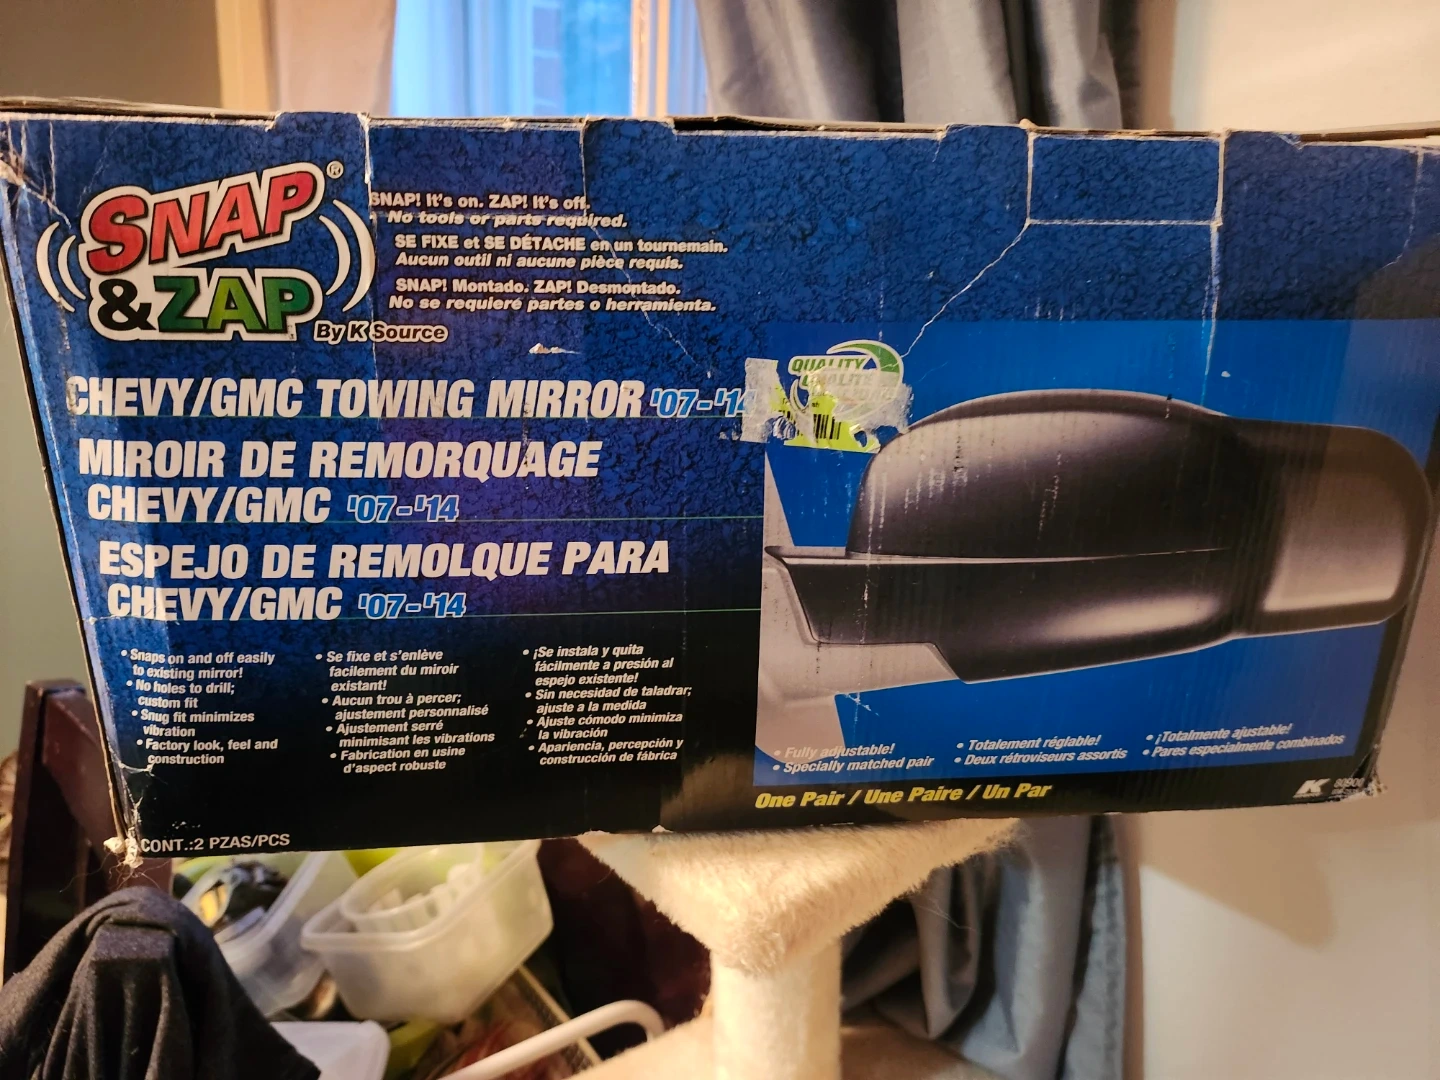 SNAP®
&ZAP
By K Source
SNAP! It's on. ZAP! It's off.
No tools or parts required.
SE FIXE et SE DÉTACHE en un tournemain.
Aucun outil ni aucune pièce requis.
SNAP! Montado. ZAP! Desmontado.
No se requieré partes o herramienta.
CHEVY/GMC TOWING MIRROR '07-'14
MIROIR DE REMORQUAGE
CHEVY/GMC '07-'14
ESPEJO DE REMOLQUE PARA
CHEVY/GMC '07-'14
• Snaps on and off easily
to existing mirror!
• No holes to drill;
custom fit
• Snug fit minimizes
vibration
• Factory look, feel and
construction
• Se fixe et s'enlève
facilement du miroir
existant!
• Aucun trou à percer;
ajustement personnalisé
• Ajustement serré
minimisant les vibrations
• Fabrication en usine
d'aspect robuste
• ¡Se instala y quita
fácilmente a presión al
espejo existente!
• Sin necesidad de taladrar;
ajuste a la medida
• Ajuste cómodo minimiza
la vibración
• Apariencia, percepción y
construcción de fábrica
QUALITY
• Fully adjustable!
• Specially matched pair
• Totalement réglable!
• Deux rétroviseurs assortis
• ¡Totalmente ajustable!
• Pares especialmente combinados
One Pair / Une Paire / Un Par
K 80900
CONT.:2 PZAS/PCS